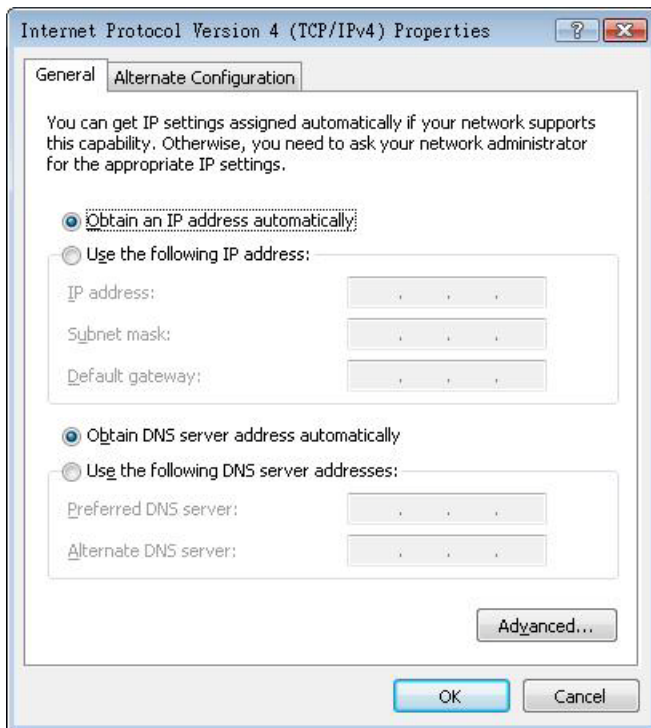 Internet Protocol Version 4 (TCP/IPv4) Properties
General
Alternate Configuration
You can get IP settings assigned automatically if your network supports
this capability. Otherwise, you need to ask your network administrator
for the appropriate IP settings.
Obtain an IP address automatically
Use the following IP address:
IP address:
Subnet mask:
Default gateway:
Obtain DNS server address automatically
Use the following DNS server addresses:
Preferred DNS server:
Alternate DNS server:
Advanced...
OK
Cancel